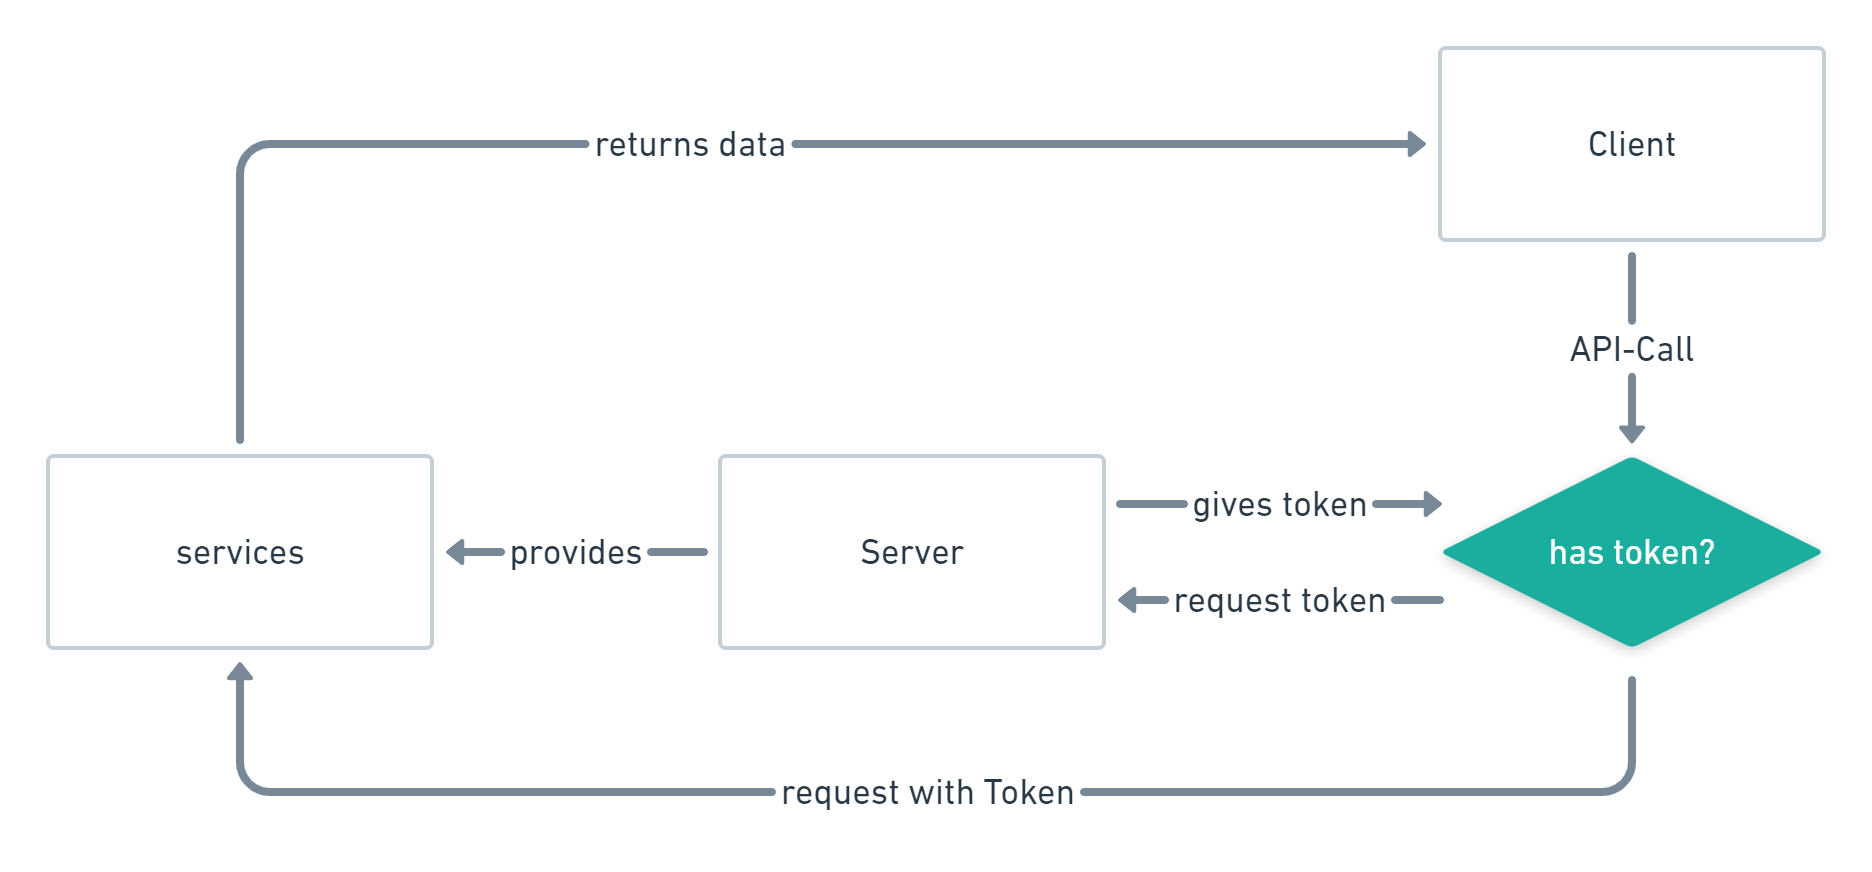 returns data
Client
API-Call
gives token
services
provides
Server
has token?
request token
request with Token